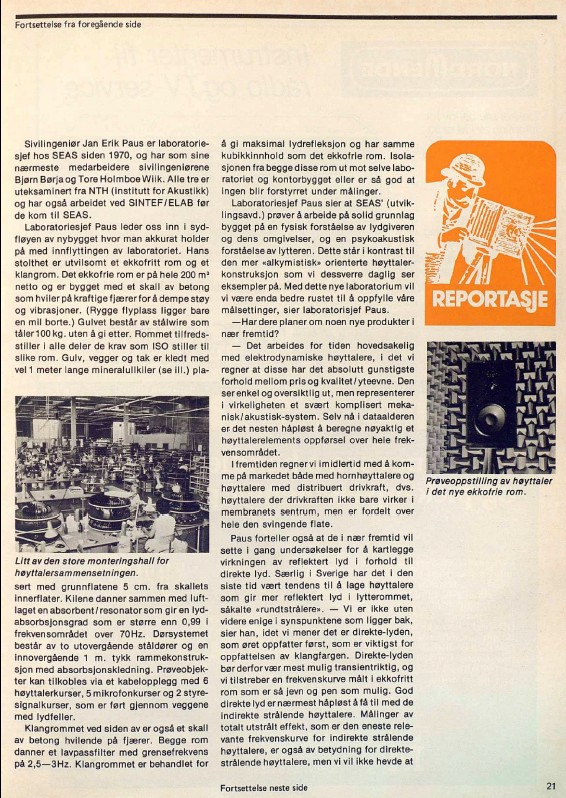 Fortsettelse fra foregående side
Sivilingeniør Jan Erik Paus er laboratorie-
sjef hos SEAS siden 1970, og har som sine
nærmeste medarbeidere sivilingeniørene
Bjørn Børja og Tore Holmboe Wiik. Alle tre er
uteksaminert fra NTH (Institutt for Akustikk)
og har også arbeidet ved SINTEF/ELAB før
de kom til SEAS.
Laboratoriesjef Paus leder oss inn i syd-
fløyen av nybygget hvor man akkurat holder
på med innflyttingen av laboratoriet. Hans
stolthet er utvilsomt et ekkofritt rom og et
klangrom. Det ekkofrie rom er på hele 200 m³
netto og er bygget med et skall av betong
som hviler på kraftige fjærer for å dempe støy
og vibrasjoner. (Rygge flyplass ligger bare
en mil borte.) Gulvet består av stålwire som
tåler 100 kg. uten å gi etter. Rommet tilfreds-
stiller i alle deler de krav som ISO stiller til
slike rom. Gulv, vegger og tak er kledt med
vel 1 meter lange mineralullkiler (se ill.) pla-
Litt av den store monteringshall for
høyttalersammensetningen.
sert med grunnflatene 5 cm. fra skallets
innerflater. Kilene danner sammen med luft-
laget en absorbent/resonator som gir en lyd-
absorbsjonsgrad som er større enn 0,99 i
frekvensområdet over 70Hz. Dørsystemet
består av to utovergående ståldører og en
innovergående 1 m. tykk rammekonstruk-
sjon med absorbsjonskledning. Prøveobjek-
ter kan tilkobles via et kabelopplegg med 6
høyttalerkurser, 5 mikrofonkurser og 2 styre-
signalkurser, som er ført gjennom veggene
med lydfeller.
Klangrommet ved siden av er også et skall
av betong hvilende på fjærer. Begge rom
danner et lavpassfilter med grensefrekvens
på 2,5—3Hz. Klangrommet er behandlet for
å gi maksimal lydrefleksjon og har samme
kubikkinnhold som det ekkofrie rom. Isola-
sjonen fra begge disse rom ut mot selve labo-
ratoriet og kontorbygget eller er så god at
ingen blir forstyrret under målinger.
Laboratoriesjef Paus sier at SEAS' (utvik-
lingsavd.) prøver å arbeide på solid grunnlag
bygget på en fysisk forståelse av lydgiveren
og dens omgivelser, og en psykoakustisk
forståelse av lytteren. Dette står i kontrast til
den mer «alkymistisk» orienterte høyttaler-
konstruksjon som vi dessverre daglig ser
eksempler på. Med dette nye laboratorium vil
vi være enda bedre rustet til å oppfylle våre
målsettinger, sier laboratorisjef Paus.
— Har dere planer om noen nye produkter i
nær fremtid?
— Det arbeides for tiden hovedsakelig
med elektrodynamiske høyttalere, i det vi
regner at disse har det absolutt gunstigste
forhold mellom pris og kvalitet/yteevne. Den
ser enkel og oversiktlig ut, men representerer
i virkeligheten et svært komplisert meka-
nisk/akustisk-system. Selv nå i dataalderen
er det nesten håpløst å beregne nøyaktig et
høyttalerelements oppførsel over hele frek-
vensområdet.
I fremtiden regner vi imidlertid med å kom-
me på markedet både med hornhøyttalere og
høyttalere med distribuert drivkraft, dvs.
høyttalere der drivkraften ikke bare virker i
membranets sentrum, men er fordelt over
hele den svingende flate.
Paus forteller også at de i nær fremtid vil
sette i gang undersøkelser for å kartlegge
virkningen av reflektert lyd i forhold til
direkte lyd. Særlig i Sverige har det i den
siste tid vært tendens til å lage høyttalere
som gir mer reflektert lyd i lytterommet,
såkalte «rundtstrålere». — Vi er ikke uten
videre enige i synspunktene som ligger bak,
sier han, idet vi mener det er direkte-lyden,
som øret oppfatter først, som er viktigst for
oppfattelsen av klangfargen. Direkte-lyden
bør derfor vær mest mulig transientriktig, og
vi tilstreber en frekvenskurve målt i ekkofritt
rom som er så jevn og pen som mulig. God
direkte lyd er nærmest håpløst å få til med de
indirekte strålende høyttalere. Målinger av
totalt utstrålt effekt, som er den eneste rele-
vante frekvenskurve for indirekte strålende
høyttalere, er også av betydning for direkte-
strålende høyttalere, men vi vil ikke hevde at
REPORTASJE
Prøveoppstilling av høyttaler
i det nye ekkofrie rom.
Fortsettelse neste side
21